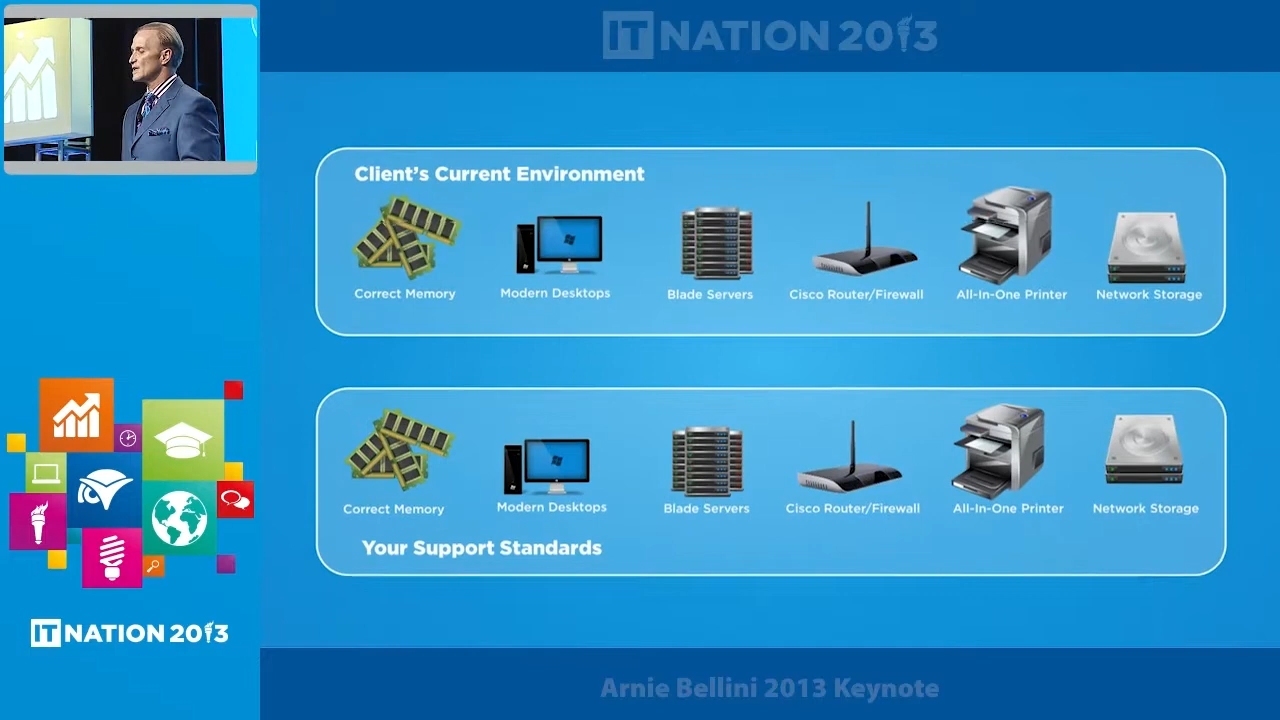 IT NATION 2013
Client's Current Environment
Correct Memory
Modern Desktops
Blade Servers
Cisco Router/Firewall
All-In-One Printer
Network Storage
Correct Memory
Modern Desktops
Blade Servers
Cisco Router/Firewall
All-In-One Printer
Network Storage
Your Support Standards
IT NATION 2013
Arnie Bellini 2013 Keynote